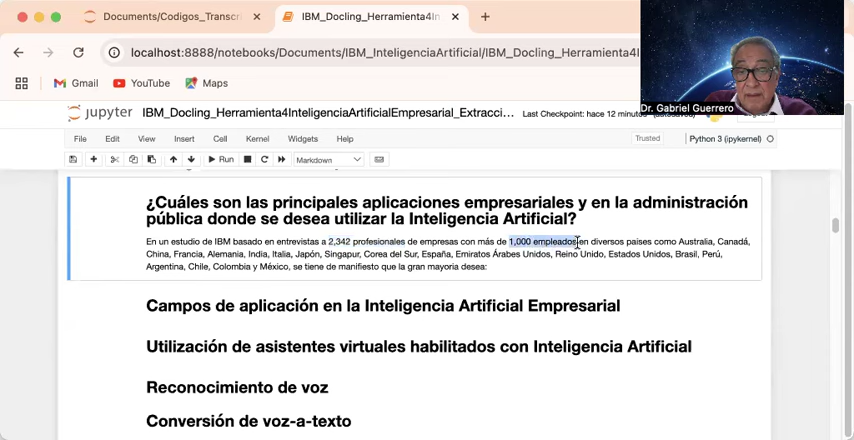 Documents/Codigos_Transcri
IBM_Docling_Herramienta4In
localhost:8888/notebooks/Documents/IBM_InteligenciaArtificial/IBM_Docling_Herramienta4I
Gmail
YouTube
Maps
Dr. Gabriel Guerrero
jupyter IBM_Docling_Herramienta4InteligenciaArtificialEmpresarial_Extracci... Last Checkpoint: hace 12 minutos
File Edit View Insert Cell Kernel Widgets Help
Trusted Python 3 (ipykernel)
Run Markdown
¿Cuáles son las principales aplicaciones empresariales y en la administración
pública donde se desea utilizar la Inteligencia Artificial?
En un estudio de IBM basado en entrevistas a 2,342 profesionales de empresas con más de 1,000 empleados en diversos países como Australia, Canadá,
China, Francia, Alemania, India, Italia, Japón, Singapur, Corea del Sur, España, Emiratos Árabes Unidos, Reino Unido, Estados Unidos, Brasil, Perú,
Argentina, Chile, Colombia y México, se tiene de manifiesto que la gran mayoria desea:
Campos de aplicación en la Inteligencia Artificial Empresarial
Utilización de asistentes virtuales habilitados con Inteligencia Artificial
Reconocimiento de voz
Conversión de voz-a-texto